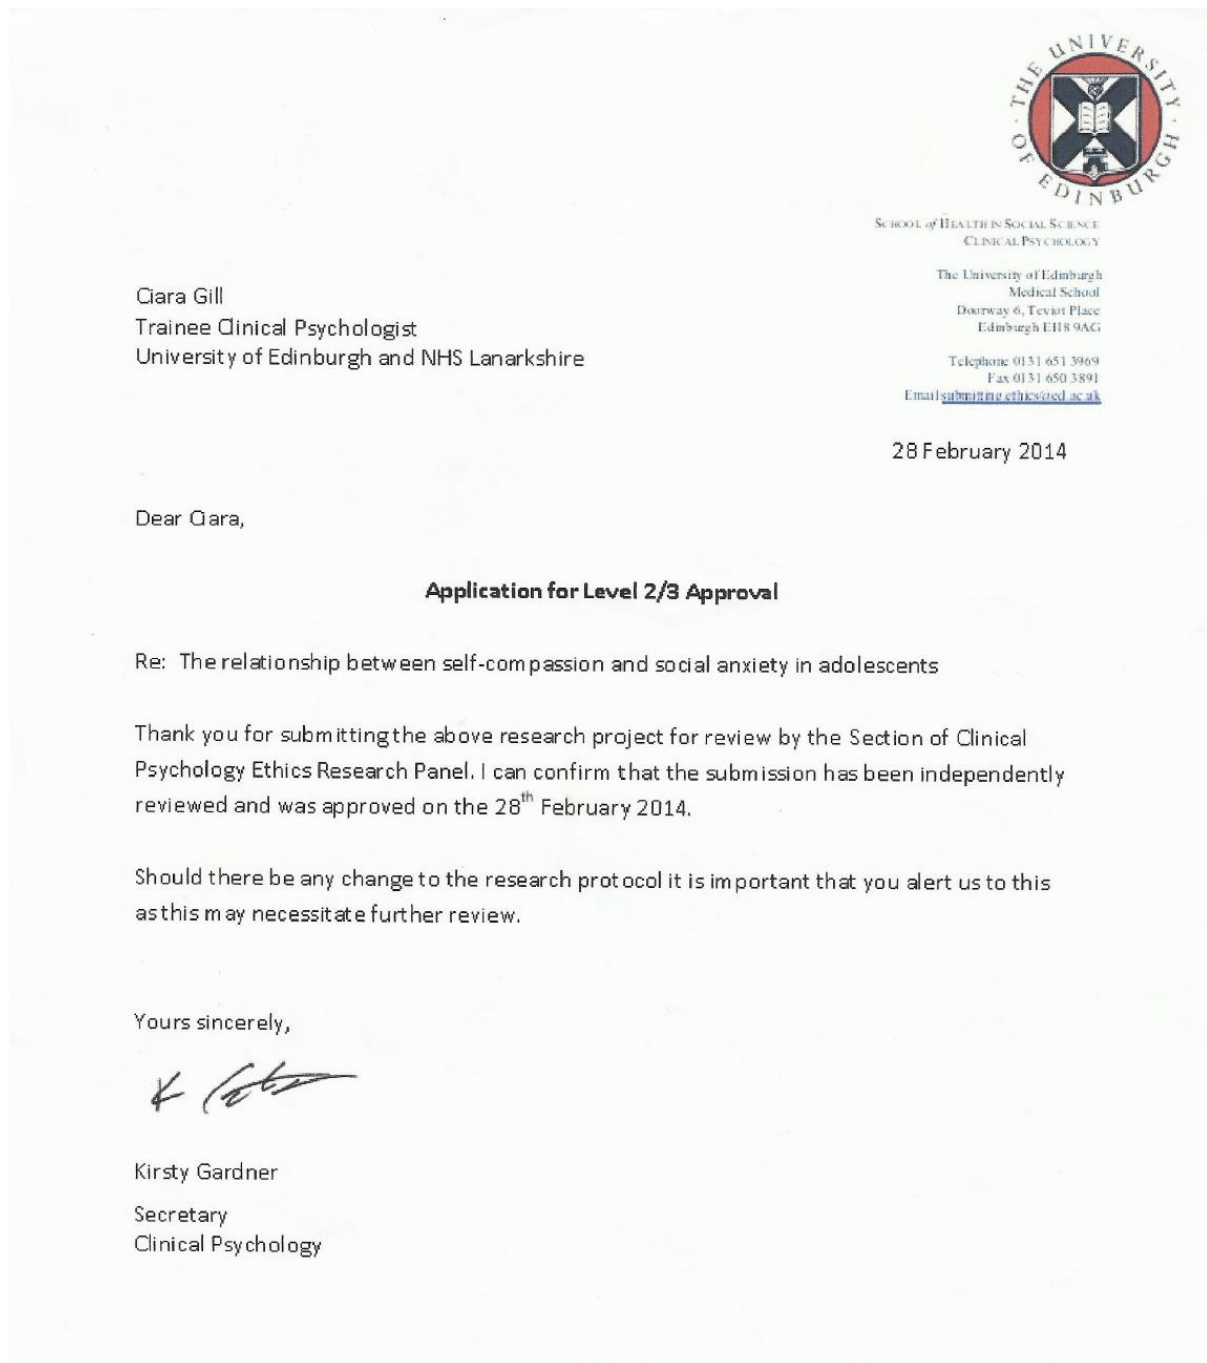 THE UNIVERSITY OF EDINBURGH
SCHOOL of HEALTH IN SOCIAL SCIENCE
CLINICAL PSYCHOLOGY
The University of Edinburgh
Medical School
Doorway 6, Teviot Place
Edinburgh EH8 9AG
Telephone 0131 651 3969
Fax 0131 650 3891
Email submitting.ethics@ed.ac.uk
Ciara Gill
Trainee Clinical Psychologist
University of Edinburgh and NHS Lanarkshire
28 February 2014
Dear Ciara,
Application for Level 2/3 Approval
Re: The relationship between self-compassion and social anxiety in adolescents
Thank you for submitting the above research project for review by the Section of Clinical
Psychology Ethics Research Panel. I can confirm that the submission has been independently
reviewed and was approved on the 28th February 2014.
Should there be any change to the research protocol it is important that you alert us to this
as this may necessitate further review.
Yours sincerely,
Kirsty Gardner
Secretary
Clinical Psychology